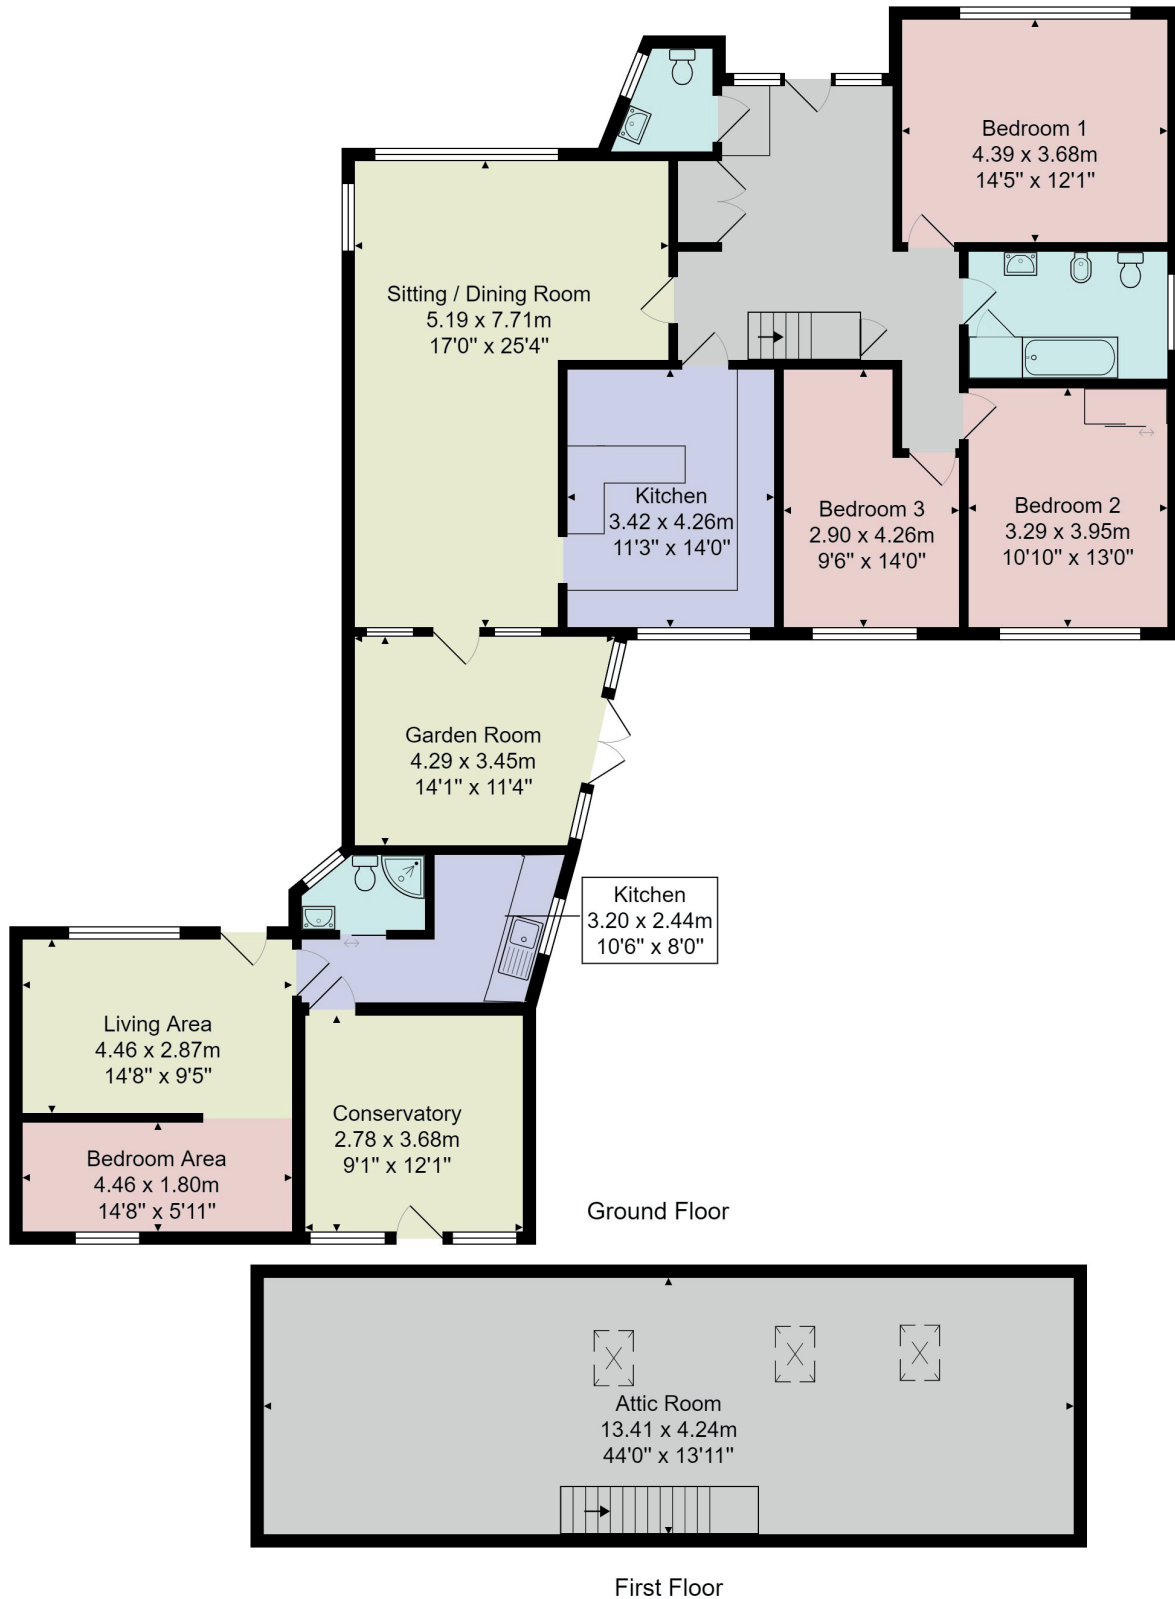 Bedroom 1
4.39 x 3.68m
14'5" x 12'1"
Sitting / Dining Room
5.19 x 7.71m
17'0" x 25'4"
Kitchen
3.42 x 4.26m
11'3" x 14'0"
Bedroom 3
2.90 x 4.26m
9'6" x 14'0"
Bedroom 2
3.29 x 3.95m
10'10" x 13'0"
Garden Room
4.29 x 3.45m
14'1" x 11'4"
Kitchen
3.20 x 2.44m
10'6" x 8'0"
Living Area
4.46 x 2.87m
14'8" x 9'5"
Conservatory
2.78 x 3.68m
9'1" x 12'1"
Bedroom Area
4.46 x 1.80m
14'8" x 5'11"
Ground Floor
Attic Room
13.41 x 4.24m
44'0" x 13'11"
First Floor